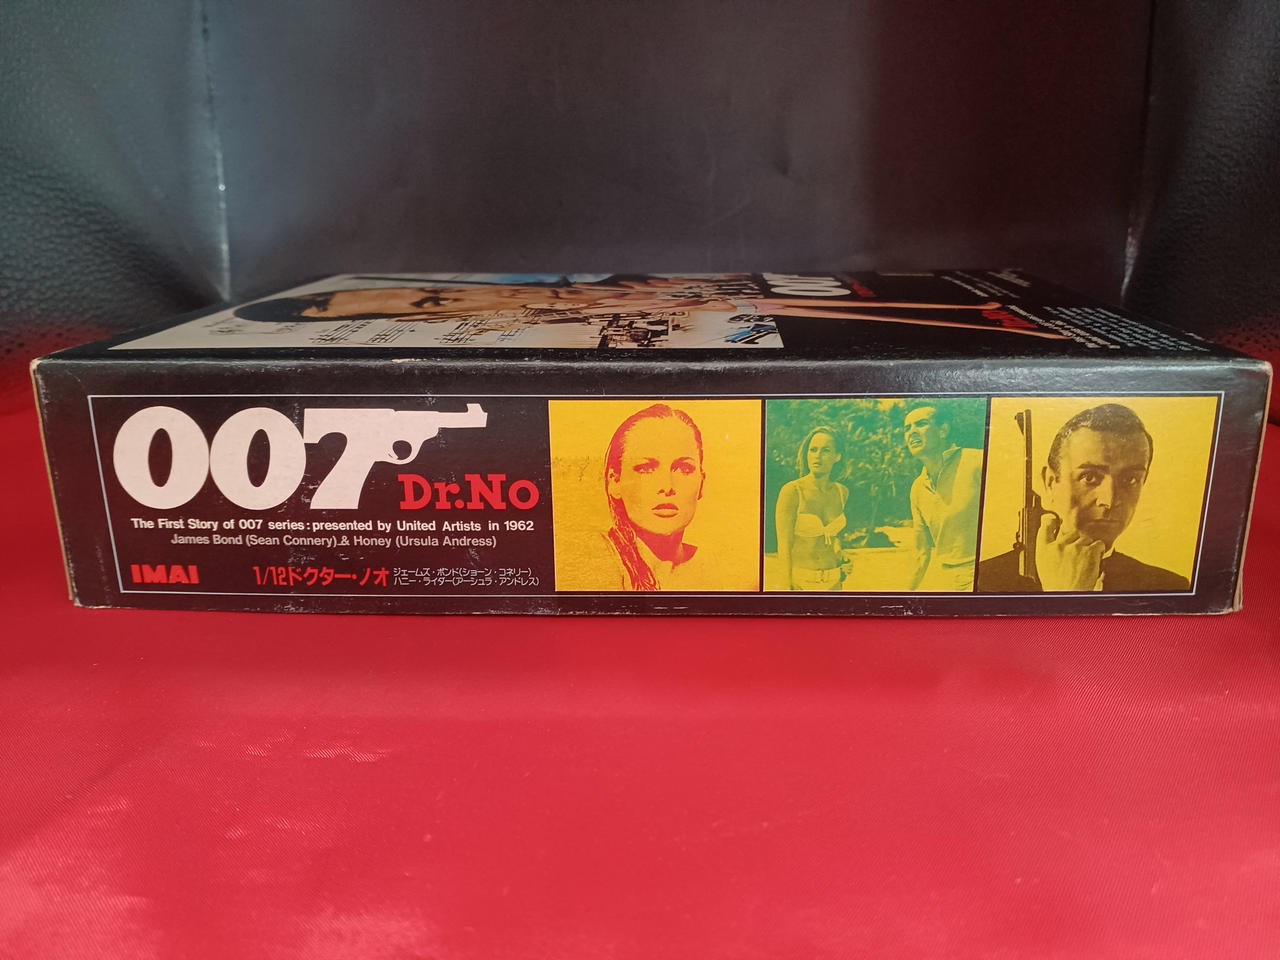 007
Dr.No
The First Story of 007 series:presented by United Artists in 1962
James Bond (Sean Connery) & Honey (Ursula Andress)
IMAI
1/12ドクター・ノオ
ジェームズ・ボンド(ショーン・コネリー)
ハニー・ライダー(アーシュラ・アンドレス)